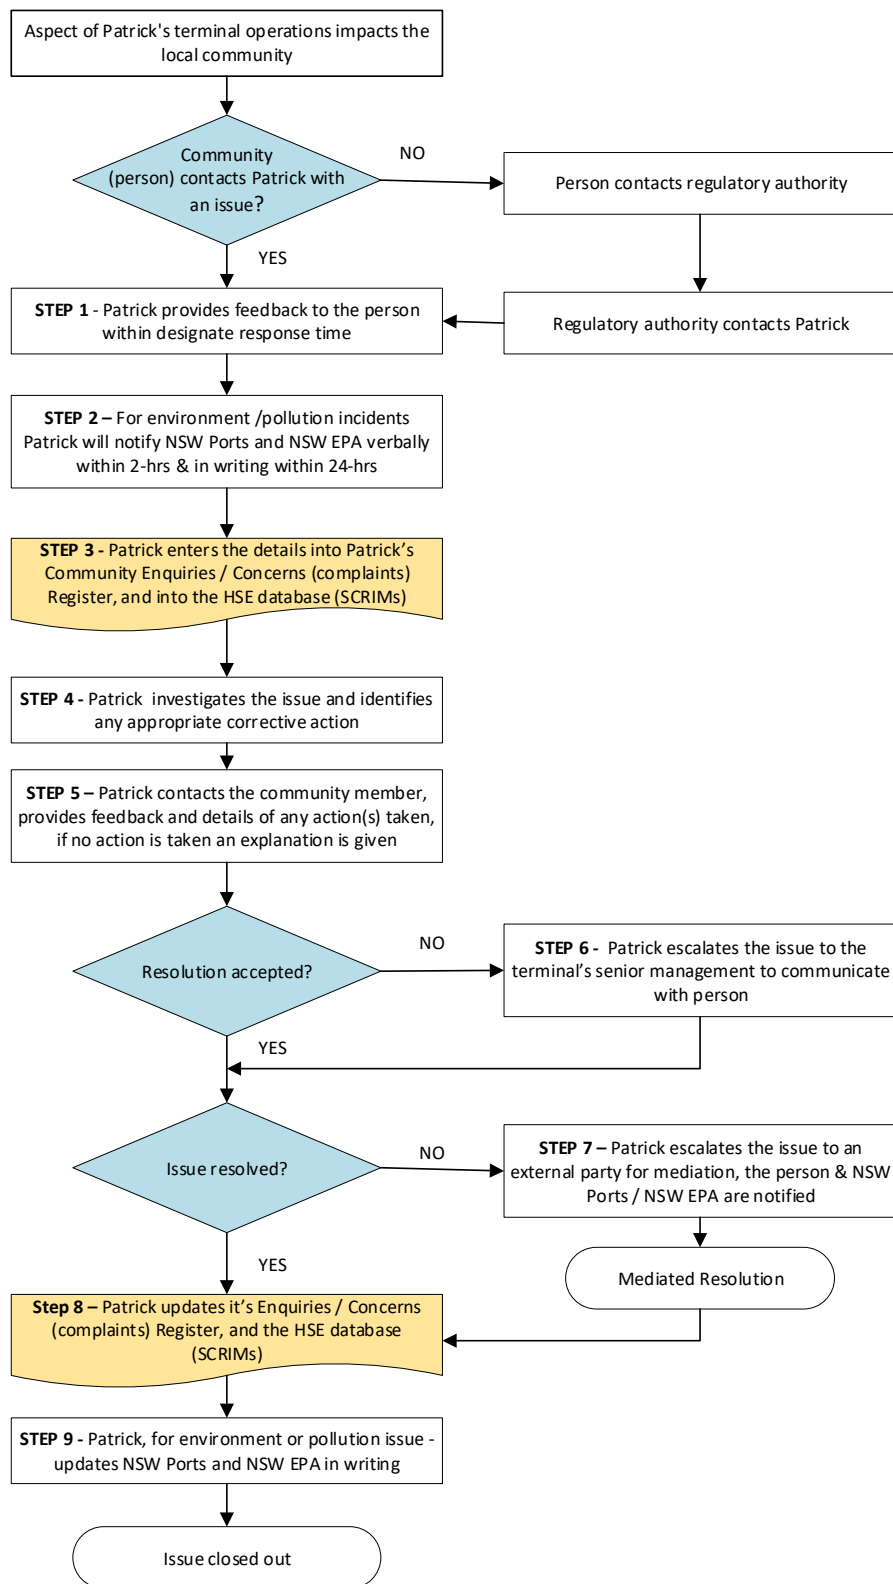 Aspect of Patrick's terminal operations impacts the
local community
Community
(person) contacts Patrick with
an issue?
NO
Person contacts regulatory authority
YES
STEP 1 - Patrick provides feedback to the person
within designate response time
Regulatory authority contacts Patrick
STEP 2 – For environment /pollution incidents
Patrick will notify NSW Ports and NSW EPA verbally
within 2-hrs & in writing within 24-hrs
STEP 3 - Patrick enters the details into Patrick’s
Community Enquiries / Concerns (complaints)
Register, and into the HSE database (SCRIMs)
STEP 4 - Patrick investigates the issue and identifies
any appropriate corrective action
STEP 5 – Patrick contacts the community member,
provides feedback and details of any action(s) taken,
if no action is taken an explanation is given
Resolution accepted?
NO
STEP 6 - Patrick escalates the issue to the
terminal’s senior management to communicate
with person
YES
Issue resolved?
NO
STEP 7 – Patrick escalates the issue to an
external party for mediation, the person & NSW
Ports / NSW EPA are notified
YES
Mediated Resolution
Step 8 – Patrick updates it’s Enquiries / Concerns
(complaints) Register, and the HSE database
(SCRIMs)
STEP 9 - Patrick, for environment or pollution issue -
updates NSW Ports and NSW EPA in writing
Issue closed out